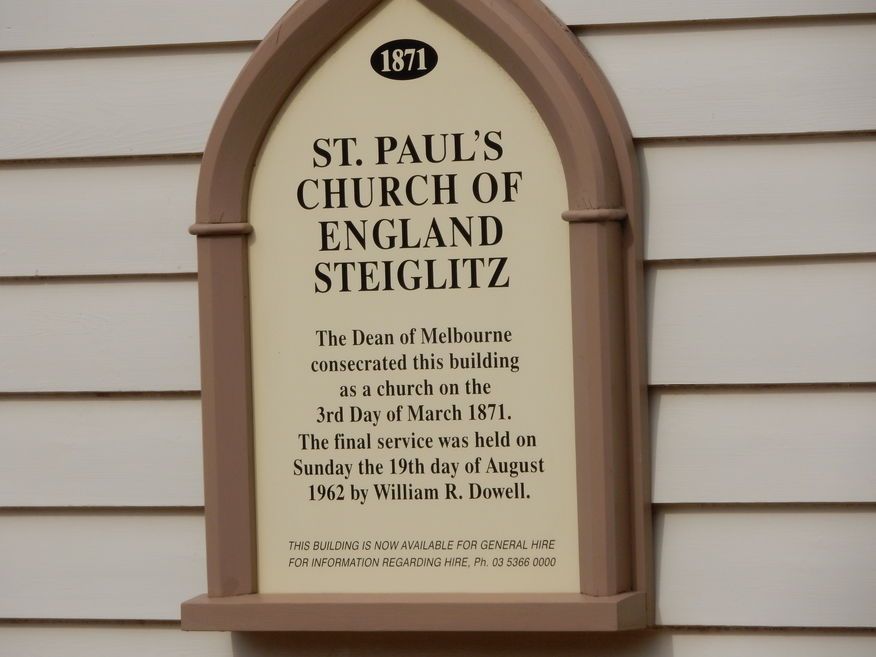 1871
ST. PAUL'S
CHURCH OF
ENGLAND
STEIGLITZ
The Dean of Melbourne
consecrated this building
as a church on the
3rd Day of March 1871.
The final service was held on
Sunday the 19th day of August
1962 by William R. Dowell.
THIS BUILDING IS NOW AVAILABLE FOR GENERAL HIRE
FOR INFORMATION REGARDING HIRE, Ph. 03 5366 0000